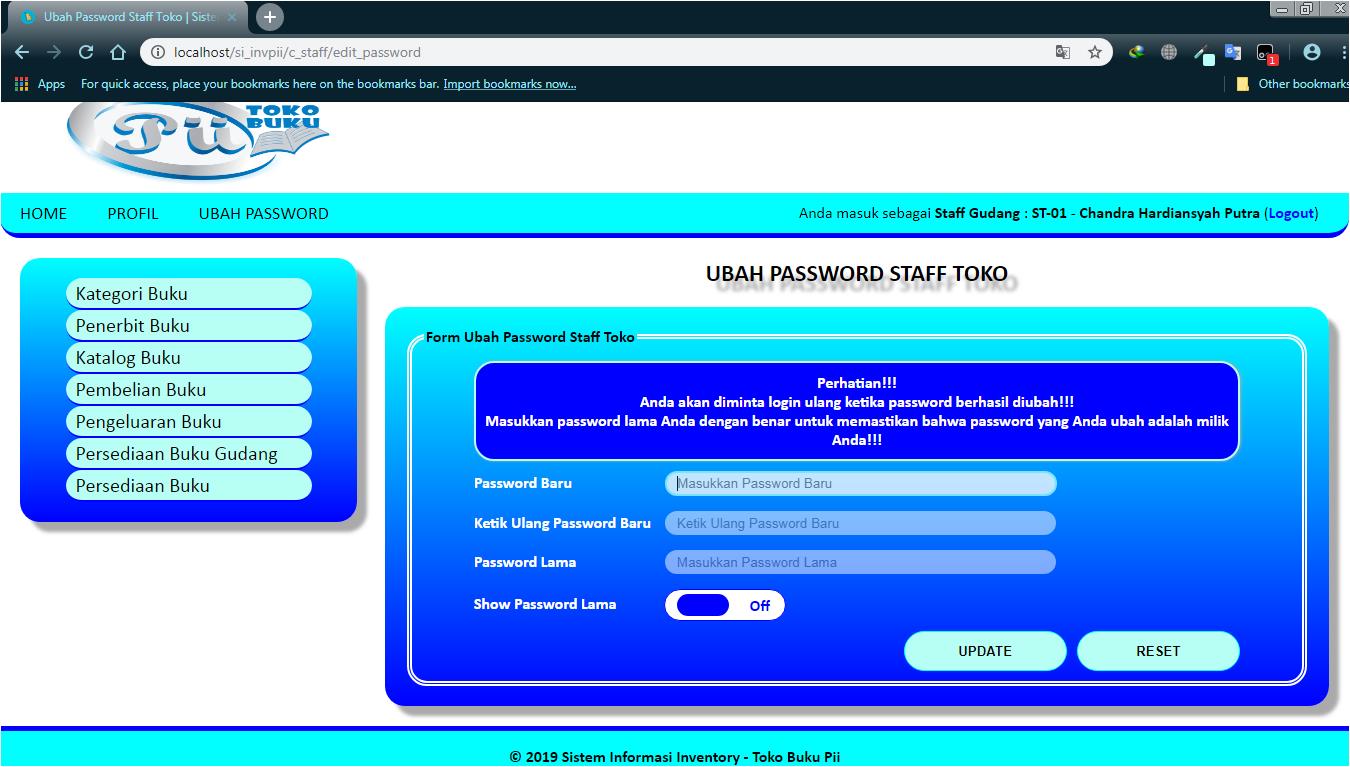 Ubah Password Staff Toko | Siste
localhost/si_invpii/c_staff/edit_password
1
Apps For quick access, place your bookmarks here on the bookmarks bar. Import bookmarks now... Other bookmarks
Pii TOKO BUKU
HOME PROFIL UBAH PASSWORD Anda masuk sebagai Staff Gudang : ST-01 - Chandra Hardiansyah Putra (Logout)
Kategori Buku
Penerbit Buku
Katalog Buku
Pembelian Buku
Pengeluaran Buku
Persediaan Buku Gudang
Persediaan Buku
UBAH PASSWORD STAFF TOKO
Form Ubah Password Staff Toko
Perhatian!!!
Anda akan diminta login ulang ketika password berhasil diubah!!!
Masukkan password lama Anda dengan benar untuk memastikan bahwa password yang Anda ubah adalah milik
Anda!!!
Password Baru Masukkan Password Baru
Ketik Ulang Password Baru Ketik Ulang Password Baru
Password Lama Masukkan Password Lama
Show Password Lama Off
UPDATE RESET
© 2019 Sistem Informasi Inventory - Toko Buku Pii